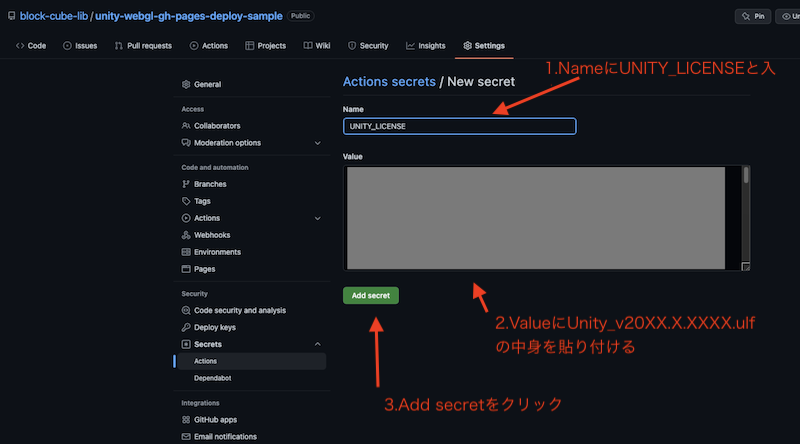 block-cube-lib / unity-webgl-gh-pages-deploy-sample Public
Pin
Code Issues Pull requests Actions Projects Wiki Security Insights Settings
1.NameにUNITY_LICENSEと入
General
Actions secrets / New secret
Access
Name
Collaborators
UNITY_LICENSE
Moderation options
Value
Code and automation
Branches
Tags
Actions
Webhooks
Environments
Pages
Security
Add secret
Code security and analysis
2.ValueにUnity_v20XX.X.XXXX.ulf
の中身を貼り付ける
Deploy keys
Secrets
Actions
Dependabot
3.Add secretをクリック
Integrations
GitHub apps
Email notifications